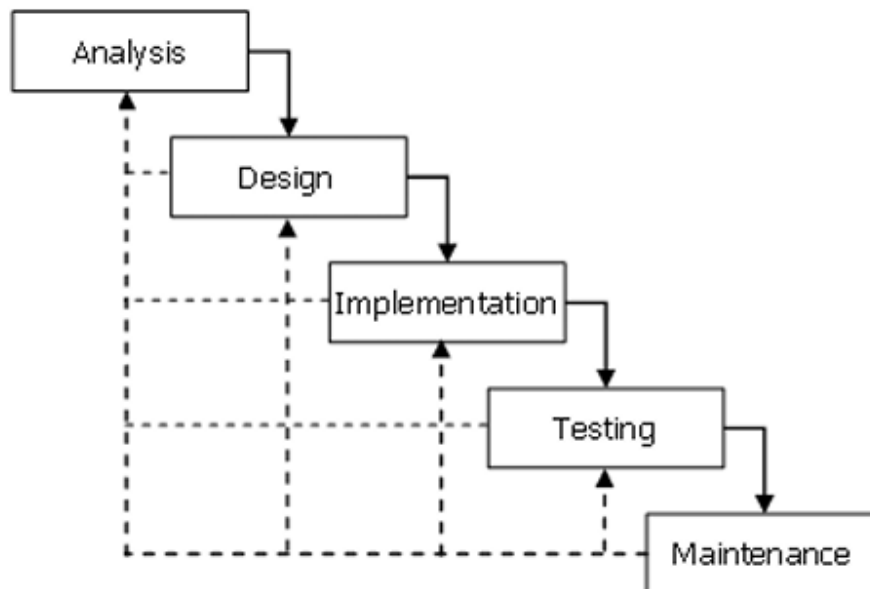 Analysis
Design
Implementation
Testing
Maintenance